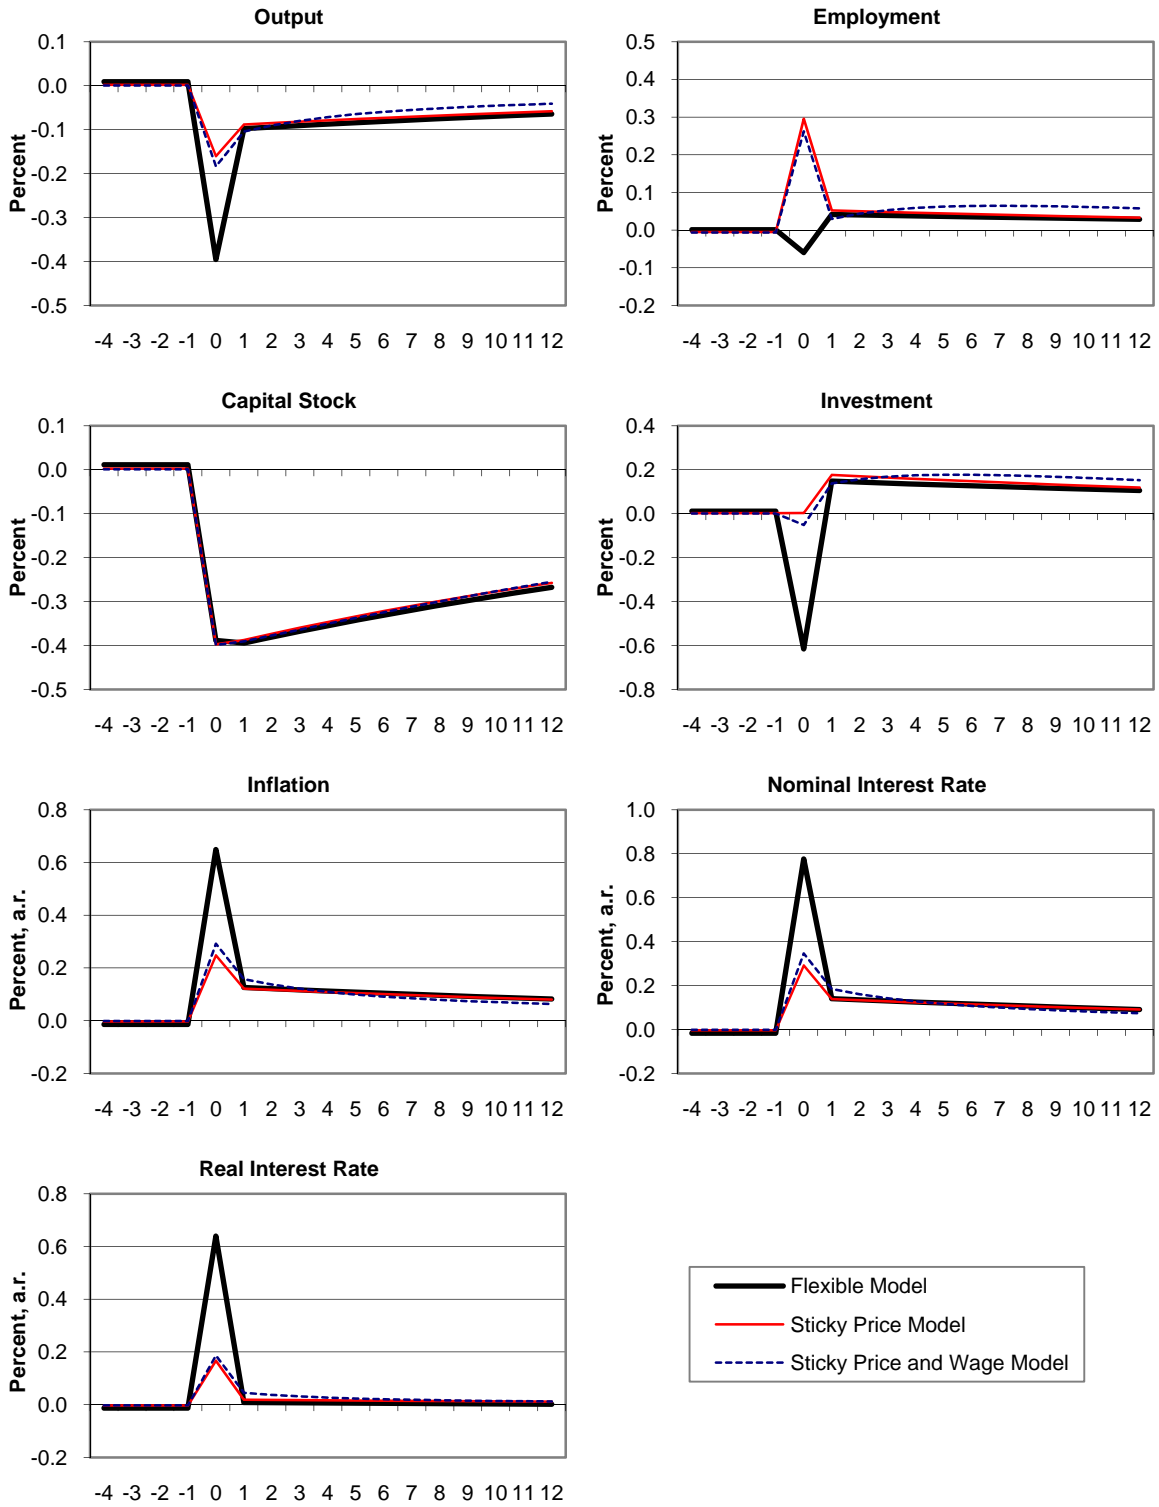 Output
Percent
0.1
0.0
-0.1
-0.2
-0.3
-0.4
-0.5
-4 -3 -2 -1 0 1 2 3 4 5 6 7 8 9 10 11 12
Employment
Percent
0.5
0.4
0.3
0.2
0.1
0.0
-0.1
-0.2
-4 -3 -2 -1 0 1 2 3 4 5 6 7 8 9 10 11 12
Capital Stock
Percent
0.1
0.0
-0.1
-0.2
-0.3
-0.4
-0.5
-4 -3 -2 -1 0 1 2 3 4 5 6 7 8 9 10 11 12
Investment
Percent
0.4
0.2
0.0
-0.2
-0.4
-0.6
-0.8
-4 -3 -2 -1 0 1 2 3 4 5 6 7 8 9 10 11 12
Inflation
Percent, a.r.
0.8
0.6
0.4
0.2
0.0
-0.2
-4 -3 -2 -1 0 1 2 3 4 5 6 7 8 9 10 11 12
Nominal Interest Rate
Percent, a.r.
1.0
0.8
0.6
0.4
0.2
0.0
-0.2
-4 -3 -2 -1 0 1 2 3 4 5 6 7 8 9 10 11 12
Real Interest Rate
Percent, a.r.
0.8
0.6
0.4
0.2
0.0
-0.2
-4 -3 -2 -1 0 1 2 3 4 5 6 7 8 9 10 11 12
Flexible Model
Sticky Price Model
Sticky Price and Wage Model